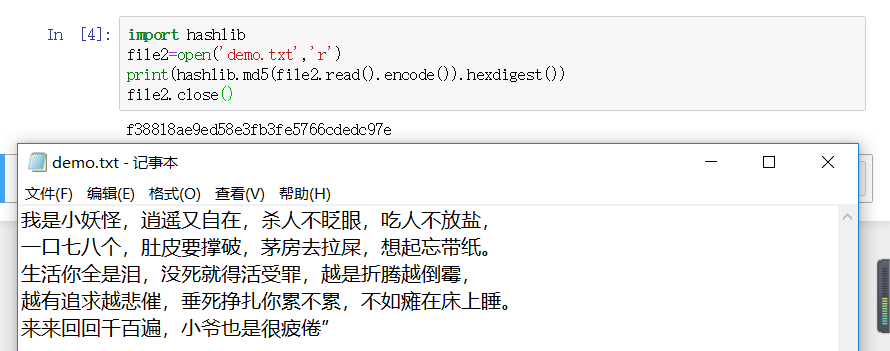 In [4]: import hashlib
file2=open('demo.txt','r')
print(hashlib.md5(file2.read().encode()).hexdigest())
file2.close()
f38818ae9ed58e3fb3fe5766cdedc97e
demo.txt - 记事本
文件(F) 编辑(E) 格式(O) 查看(V) 帮助(H)
我是小妖怪，逍遥又自在，杀人不眨眼，吃人不放盐，
一口七八个，肚皮要撑破，茅房去拉屎，想起忘带纸。
生活你全是泪，没死就得活受罪，越是折腾越倒霉，
越有追求越悲催，垂死挣扎你累不累，不如瘫在床上睡。
来来回回千百遍，小爷也是很疲倦”